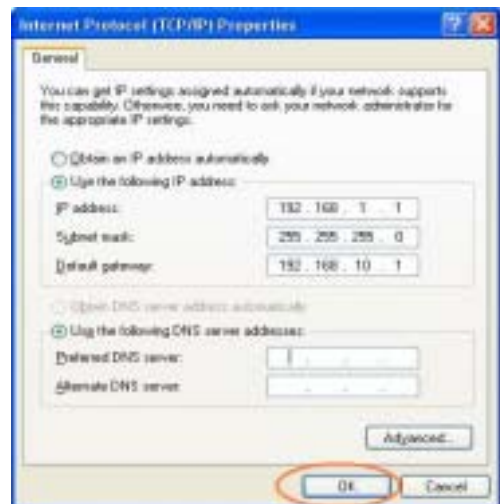 Internet Protocol (TCP/IP) Properties
General
You can get IP settings assigned automatically if your network supports
this capability. Otherwise, you need to ask your network administrator for
the appropriate IP settings.
Obtain an IP address automatically
Use the following IP address:
IP address: 192 . 168 . 1 . 1
Subnet mask: 255 . 255 . 255 . 0
Default gateway: 192 . 168 . 10 . 1
Obtain DNS server address automatically
Use the following DNS server addresses:
Preferred DNS server: . . .
Alternate DNS server: . . .
Advanced...
OK Cancel